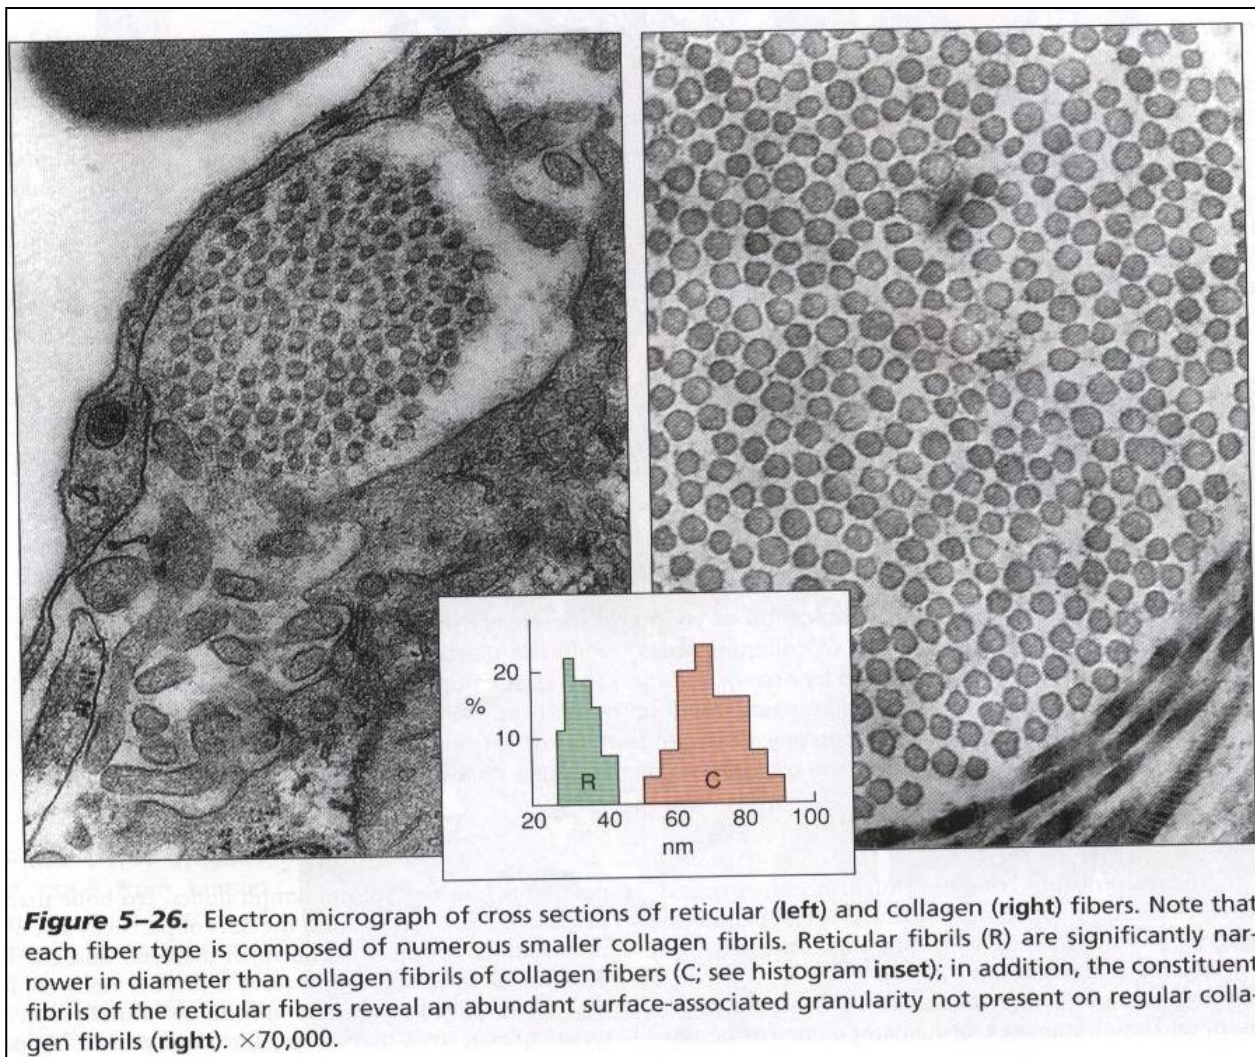 20
%
10
R
C
20 40 60 80 100
nm
Figure 5–26. Electron micrograph of cross sections of reticular (left) and collagen (right) fibers. Note that
each fiber type is composed of numerous smaller collagen fibrils. Reticular fibrils (R) are significantly nar-
rower in diameter than collagen fibrils of collagen fibers (C; see histogram inset); in addition, the constituent
fibrils of the reticular fibers reveal an abundant surface-associated granularity not present on regular colla-
gen fibrils (right). ×70,000.